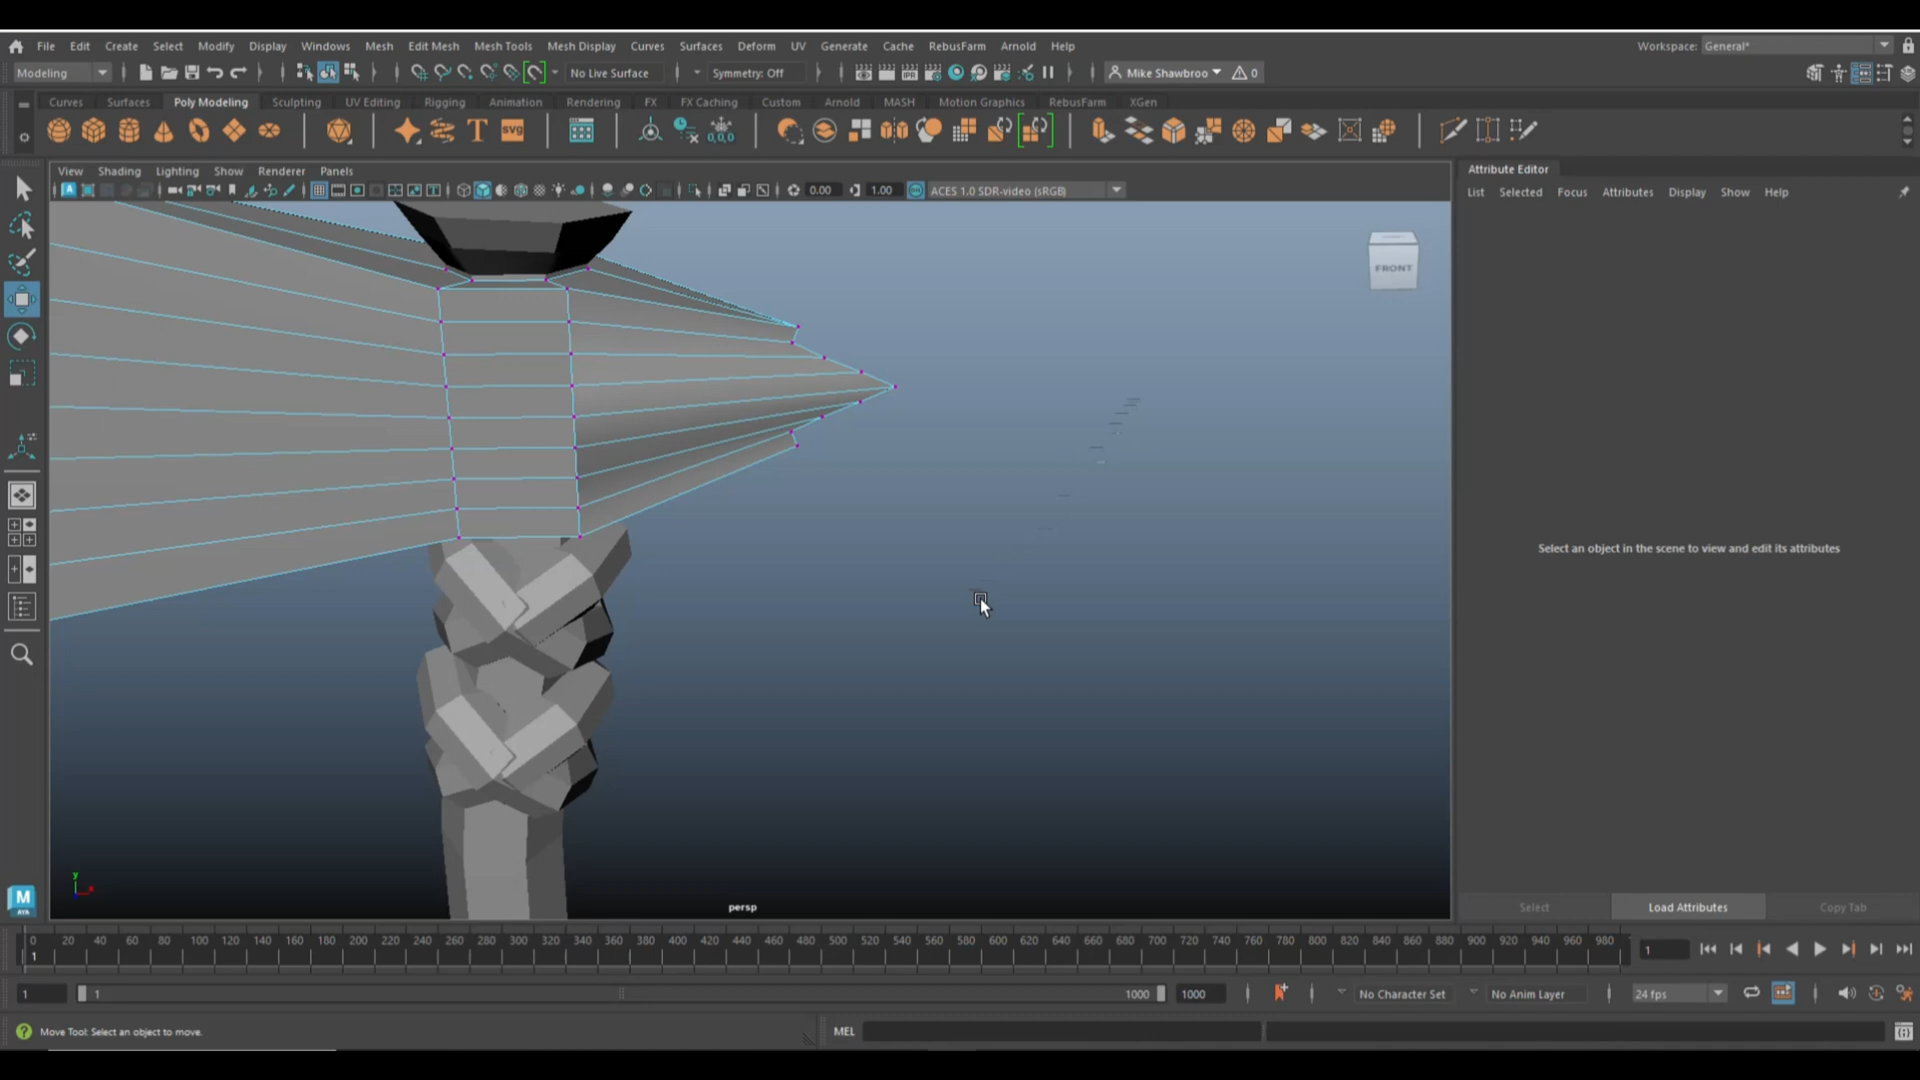 File Edit Create Select Modify Display Windows Mesh Edit Mesh Mesh Tools Mesh Display Curves Surfaces Deform UV Generate Cache RebusFarm Arnold Help Workspace: General*
Modeling No Live Surface Symmetry: Off Mike Shawbroo 0
Curves Surfaces Poly Modeling Sculpting UV Editing Rigging Animation Rendering FX FX Caching Custom Arnold MASH Motion Graphics RebusFarm XGen
T SVG 0,0,0
View Shading Lighting Show Renderer Panels
0.00 1.00 ACES 1.0 SDR-video (sRGB)
Attribute Editor
List Selected Focus Attributes Display Show Help
FRONT
Select an object in the scene to view and edit its attributes
y
x
persp
M
AYA
Select Load Attributes Copy Tab
0 20 40 60 80 100 120 140 160 180 200 220 240 260 280 300 320 340 360 380 400 420 440 460 480 500 520 540 560 580 600 620 640 660 680 700 720 740 760 780 800 820 840 860 880 900 920 940 960 980
1 1
1 1 1000 1000 No Character Set No Anim Layer 24 fps
Move Tool: Select an object to move. MEL